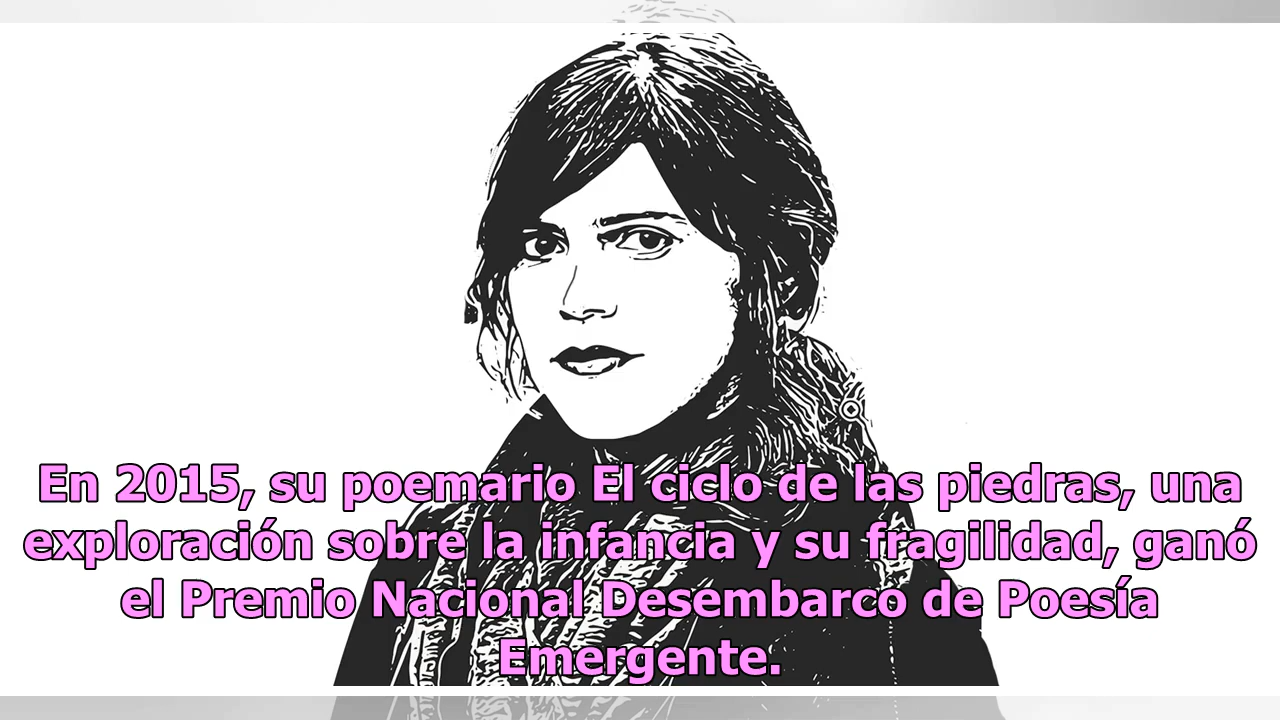 En 2015, su poemario El ciclo de las piedras, una
exploración sobre la infancia y su fragilidad, ganó
el Premio Nacional Desembarco de Poesía
Emergente.